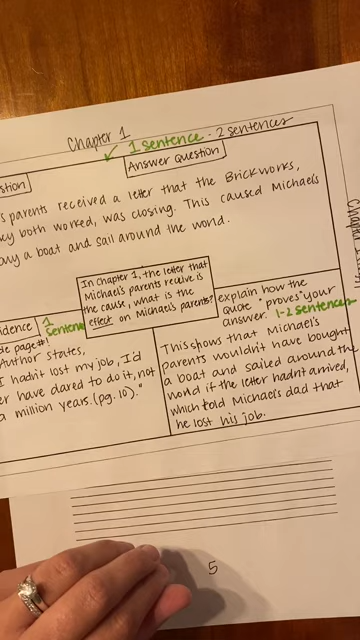 Chapter 1
1 sentence - 2 sentences
stion
Answer Question
s parents received a letter that the Brickworks,
ey both worked, was closing. This caused Michael's
buy a boat and sail around the world.
In Chapter 1, the letter that
Michael's parents receive is
the cause, what is the
effect on Michael's parents?
idence
1 sentence
de page#!
Author states,
I hadn't lost my job, I'd
er have dared to do it, not
a million years. (pg. 10)."
explain how the
quote "proves" your
answer. 1-2 sentences
This shows that Michael's
parents wouldn't have bought
a boat and sailed around the
world if the letter hadn't arrived,
which told Michael's dad that
he lost his job.
5